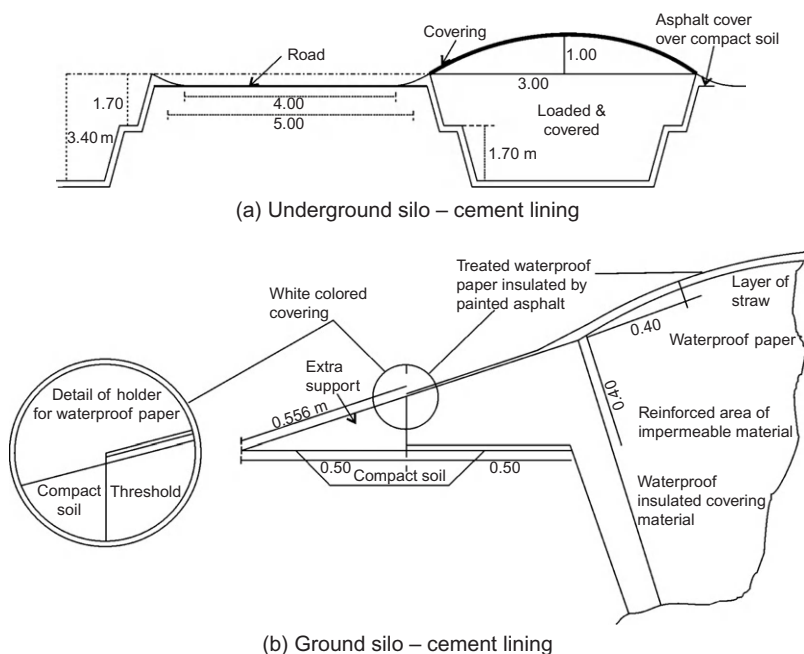 Asphalt cover
over compact soil
Covering
Road
1.00
3.00
1.70
4.00
Loaded &
covered
5.00
3.40 m
1.70 m
(a) Underground silo – cement lining
Treated waterproof
paper insulated by
painted asphalt
White colored
covering
Layer of
straw
0.40
Waterproof paper
Extra
support
Detail of holder
for waterproof paper
0.556 m
0.40
Reinforced area of
impermeable material
0.50
0.50
Compact soil
Compact
soil
Threshold
Waterproof
insulated covering
material
(b) Ground silo – cement lining